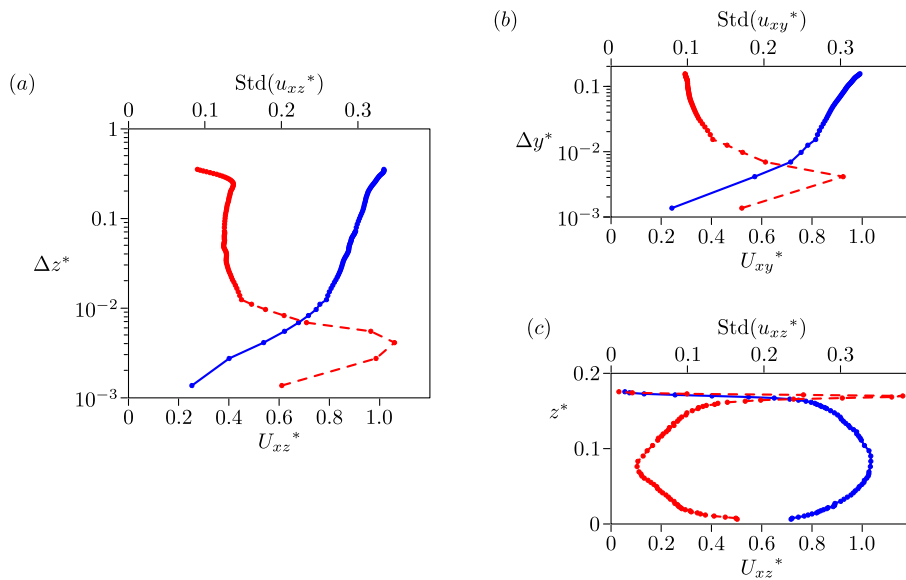 (a)
Std(u_{xz}*)
0 0.1 0.2 0.3
1
0.1
Δz*
10^{−2}
10^{−3}
0 0.2 0.4 0.6 0.8 1.0
U_{xz}*
(b)
Std(u_{xy}*)
0 0.1 0.2 0.3
0.1
Δy*
10^{−2}
10^{−3}
0 0.2 0.4 0.6 0.8 1.0
U_{xy}*
(c)
Std(u_{xz}*)
0 0.1 0.2 0.3
0.2
z*
0.1
0
0 0.2 0.4 0.6 0.8 1.0
U_{xz}*